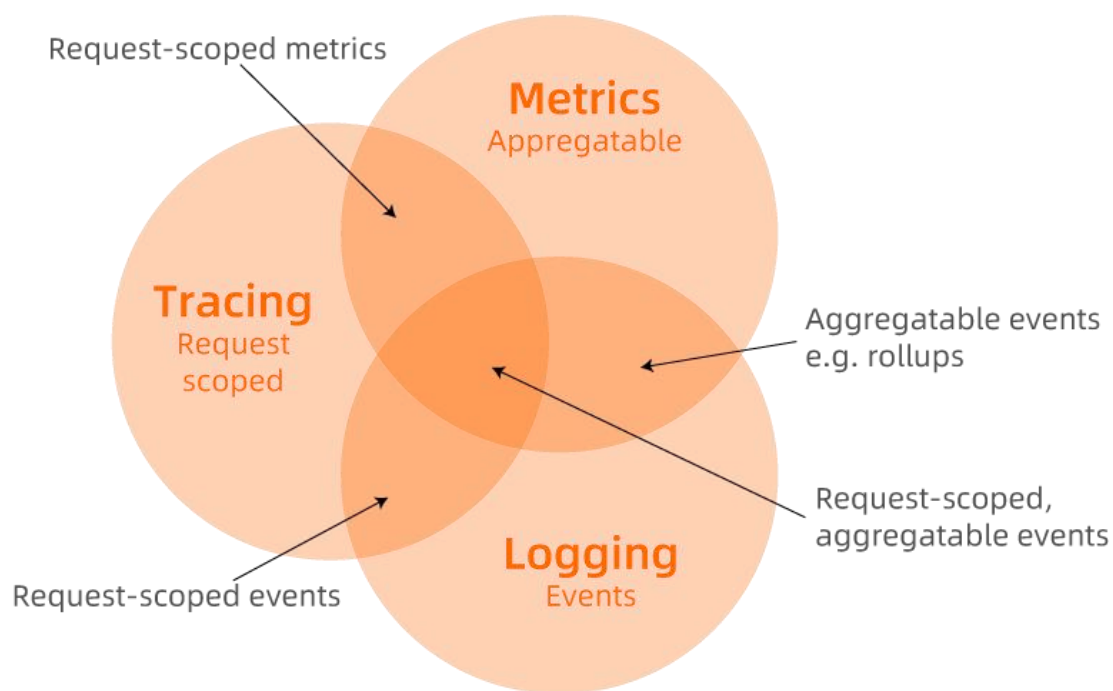 Request-scoped metrics
Metrics
Appregatable
Tracing
Request
scoped
Aggregatable events
e.g. rollups
Request-scoped,
aggregatable events
Logging
Events
Request-scoped events